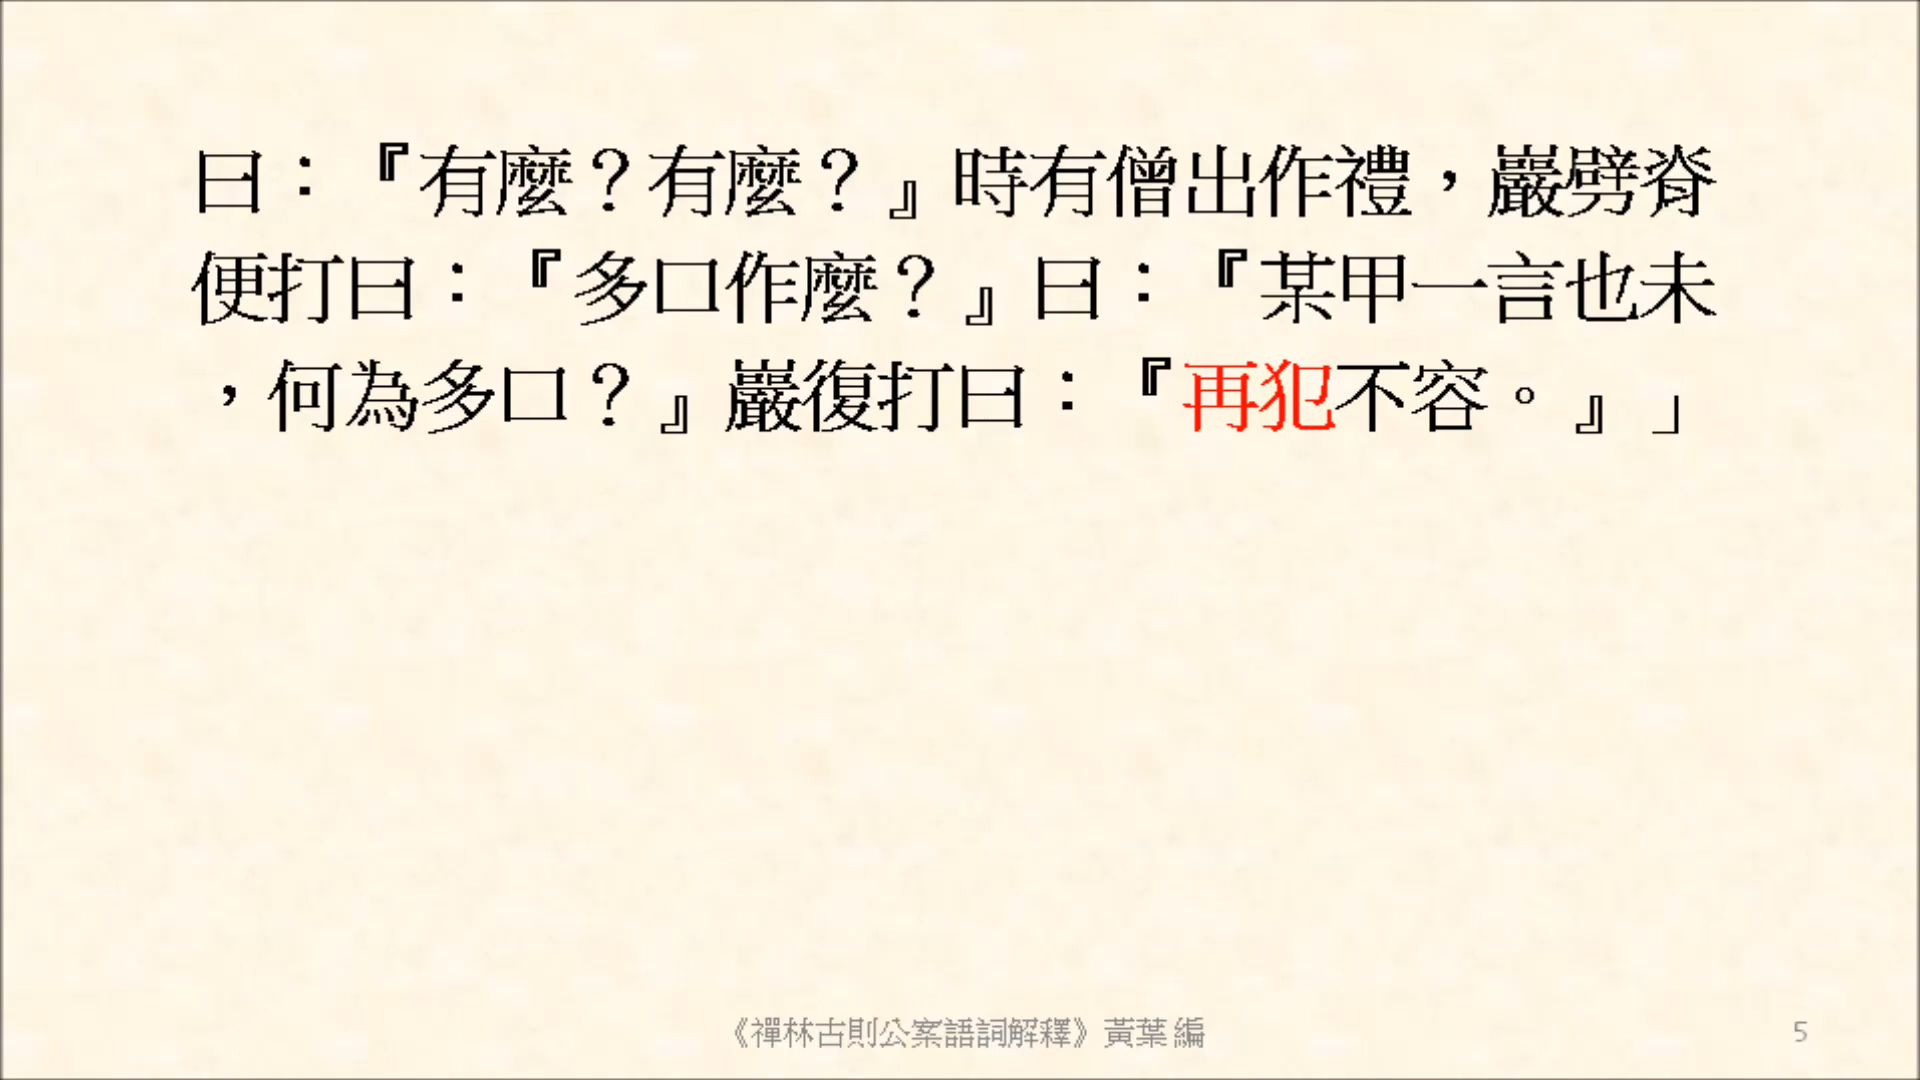 曰：『有麼？有麼？』時有僧出作禮，巖劈脊
便打曰：『多口作麼？』曰：『某甲一言也未
，何為多口？』巖復打曰：『再犯不容。』」
《禪林古則公案語詞解釋》黃葉 編
5